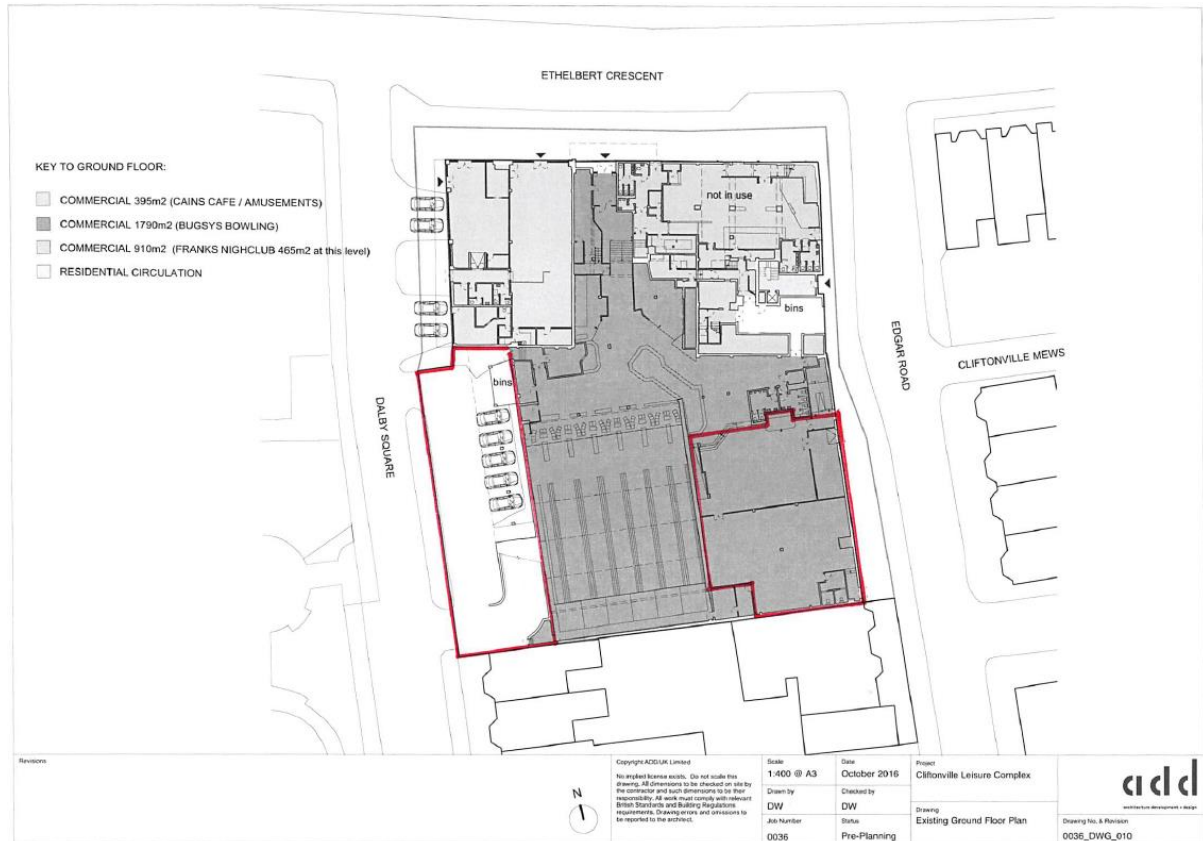 ETHELBERT CRESCENT
KEY TO GROUND FLOOR:
COMMERCIAL 395m2 (CAINS CAFE / AMUSEMENTS)
COMMERCIAL 1790m2 (BUGSYS BOWLING)
COMMERCIAL 910m2 (FRANKS NIGHCLUB 465m2 at this level)
RESIDENTIAL CIRCULATION
not in use
bins
bins
DALBY SQUARE
EDGAR ROAD
CLIFTONVILLE MEWS
Revisions
N
Copyright ADD/UK Limited
No implied license exists. Do not scale this
drawing. All dimensions to be checked on site by
the contractor and such dimensions to be their
responsibility. All work must comply with relevant
British Standards and Building Regulations
requirements. Drawing errors and omissions to
be reported to the architect.
Scale
1:400 @ A3
Date
October 2016
Drawn by
DW
Checked by
DW
Job Number
0036
Status
Pre-Planning
Project
Cliftonville Leisure Complex
Drawing
Existing Ground Floor Plan
add
architecture development + design
Drawing No. & Revision
0036_DWG_010